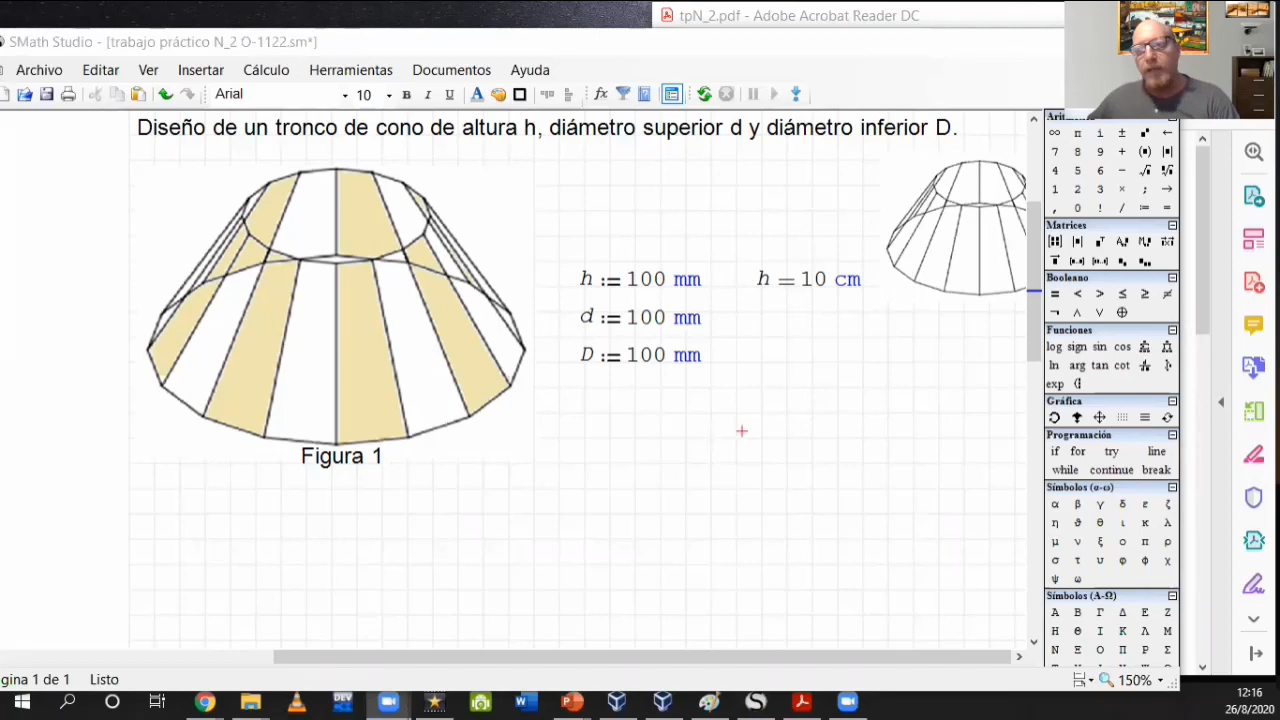 tpN_2.pdf - Adobe Acrobat Reader DC
SMath Studio - [trabajo práctico N_2 O-1122.sm*]
Archivo Editar Ver Insertar Cálculo Herramientas Documentos Ayuda
Arial 10 B I U fx
Diseño de un tronco de cono de altura h, diámetro superior d y diámetro inferior D.
h := 100 mm h = 10 cm
d := 100 mm
D := 100 mm
Figura 1
∞ π i ±
7 8 9 +
4 5 6 −
1 2 3 ×
, 0 ! / := =
Matrices
Booleano
= < > ≤ ≥ ≠
¬ ∧ ∨ ⊕
Funciones
log sign sin cos
ln arg tan cot
exp
Gráfica
Programación
if for try line
while continue break
Símbolos (α-ω)
α β γ δ ε ζ
η ϑ θ ι κ λ
μ ν ξ ο π ρ
σ τ υ φ ϕ χ
ψ ω
Símbolos (Α-Ω)
Α Β Γ Δ Ε Ζ
Η Θ Ι Κ Λ Μ
Ν Ξ Ο Π Ρ Σ
gina 1 de 1 Listo 150%
DEV
12:16
26/8/2020